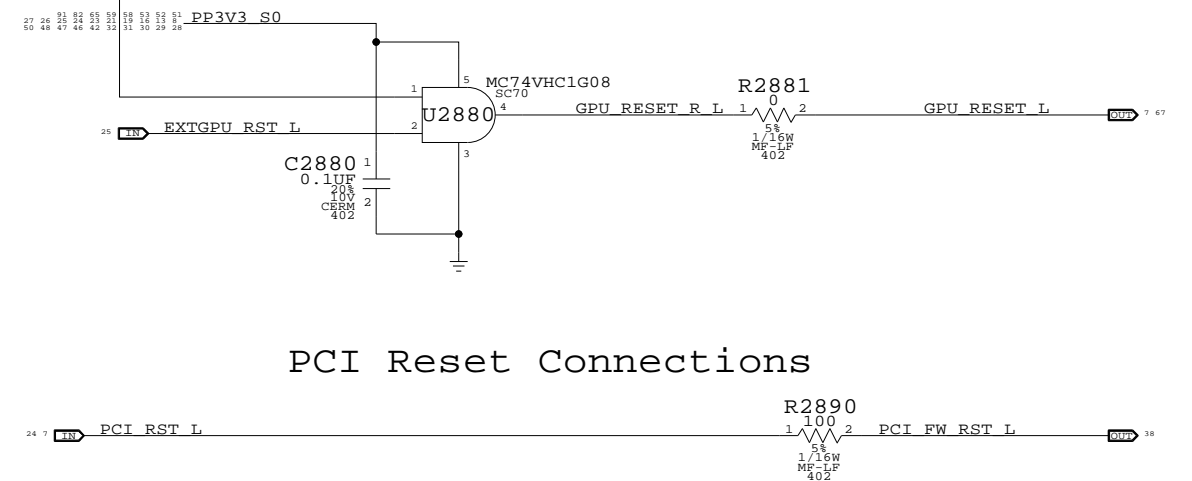 91 82 65 59 58 53 52 51
27 26 25 24 23 21 19 16 13 8
50 48 47 46 42 32 31 30 29 28
PP3V3_S0
5 MC74VHC1G08
SC70
1
U2880
4
GPU_RESET_R_L
R2881
0
1 2
5%
1/16W
MF-LF
402
GPU_RESET_L
OUT 7 67
25 IN EXTGPU_RST_L
2
3
C2880 1
0.1UF
20%
10V
CERM
402
2
PCI Reset Connections
24 7 IN PCI_RST_L
R2890
100
1 2
5%
1/16W
MF-LF
402
PCI_FW_RST_L
OUT 38